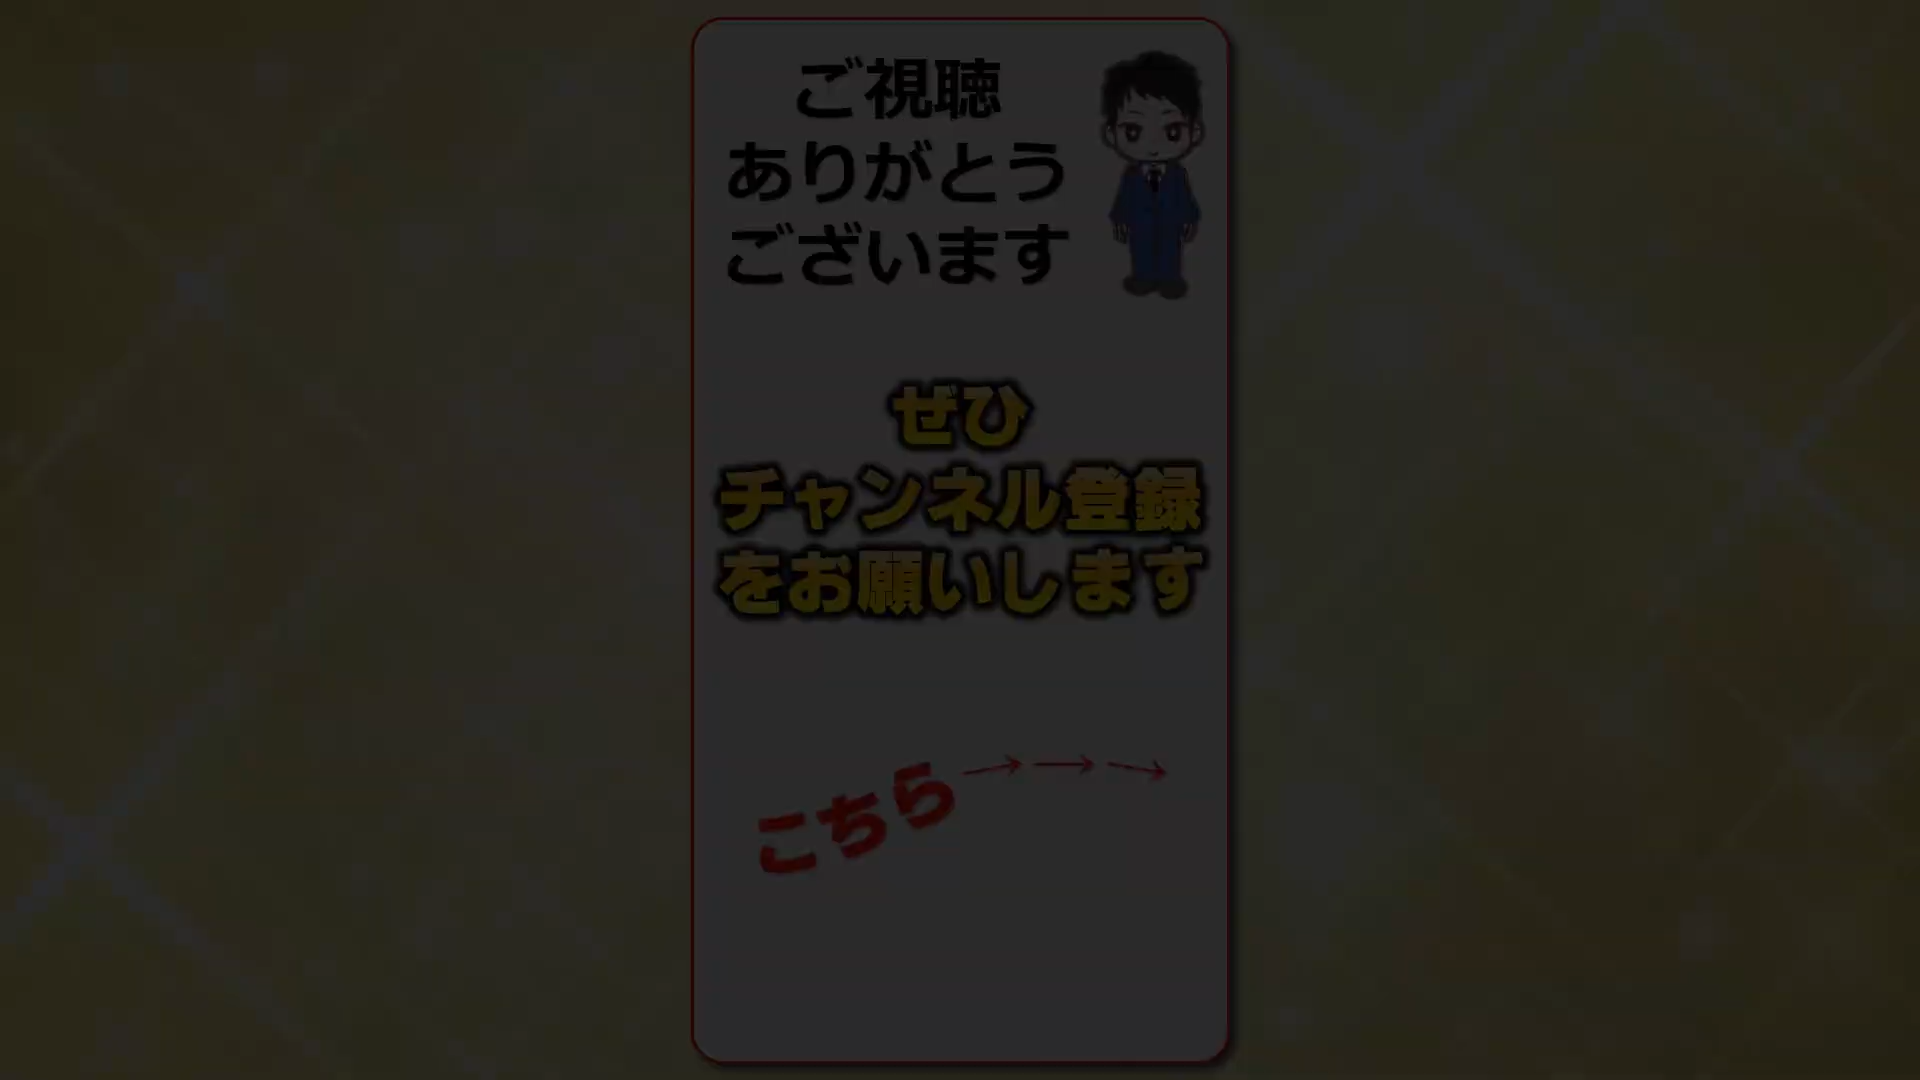 ご視聴
ありがとう
ございます
ぜひ
チャンネル登録
をお願いします
こちら→→→